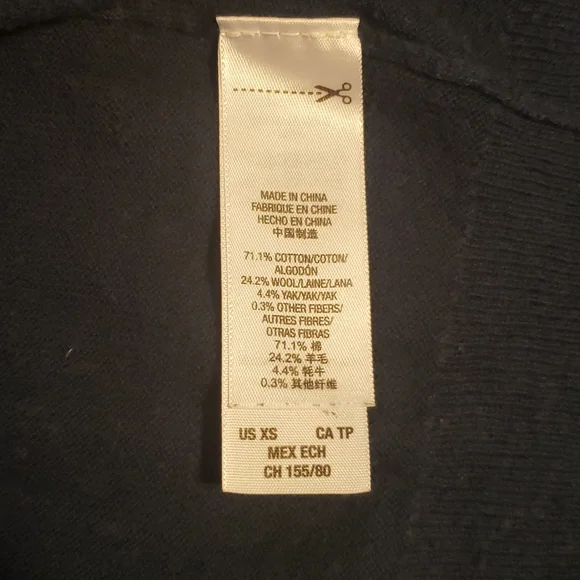 MADE IN CHINA
FABRIQUE EN CHINE
HECHO EN CHINA
中国制造
71.1% COTTON/COTON/
ALGODÓN
24.2% WOOL/LAINE/LANA
4.4% YAK/YAK/YAK
0.3% OTHER FIBERS/
AUTRES FIBRES/
OTRAS FIBRAS
71.1% 棉
24.2% 羊毛
4.4% 牦牛
0.3% 其他纤维
US XS CA TP
MEX ECH
CH 155/80